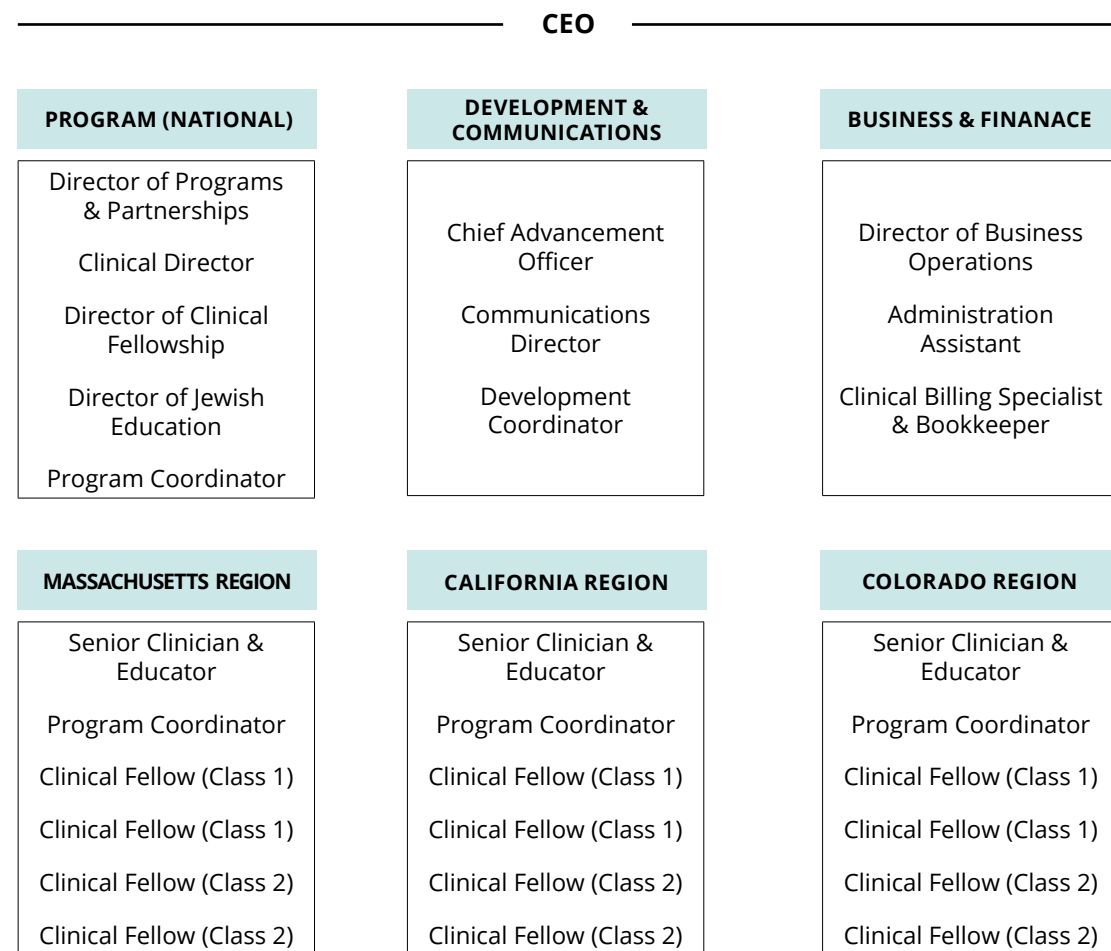 CEO
PROGRAM (NATIONAL)
Director of Programs
& Partnerships
Clinical Director
Director of Clinical
Fellowship
Director of Jewish
Education
Program Coordinator
DEVELOPMENT &
COMMUNICATIONS
Chief Advancement
Officer
Communications
Director
Development
Coordinator
BUSINESS & FINANACE
Director of Business
Operations
Administration
Assistant
Clinical Billing Specialist
& Bookkeeper
MASSACHUSETTS REGION
Senior Clinician &
Educator
Program Coordinator
Clinical Fellow (Class 1)
Clinical Fellow (Class 1)
Clinical Fellow (Class 2)
Clinical Fellow (Class 2)
CALIFORNIA REGION
Senior Clinician &
Educator
Program Coordinator
Clinical Fellow (Class 1)
Clinical Fellow (Class 1)
Clinical Fellow (Class 2)
Clinical Fellow (Class 2)
COLORADO REGION
Senior Clinician &
Educator
Program Coordinator
Clinical Fellow (Class 1)
Clinical Fellow (Class 1)
Clinical Fellow (Class 2)
Clinical Fellow (Class 2)